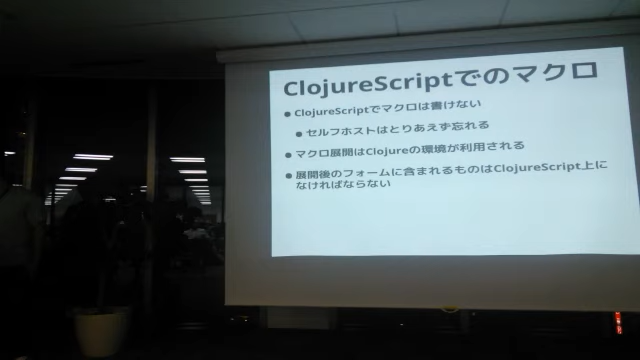 ClojureScriptでのマクロ
● ClojureScriptでマクロは書けない
● セルフホストはとりあえず忘れる
● マクロ展開はClojureの環境が利用される
● 展開後のフォームに含まれるものはClojureScript上に
なければならない